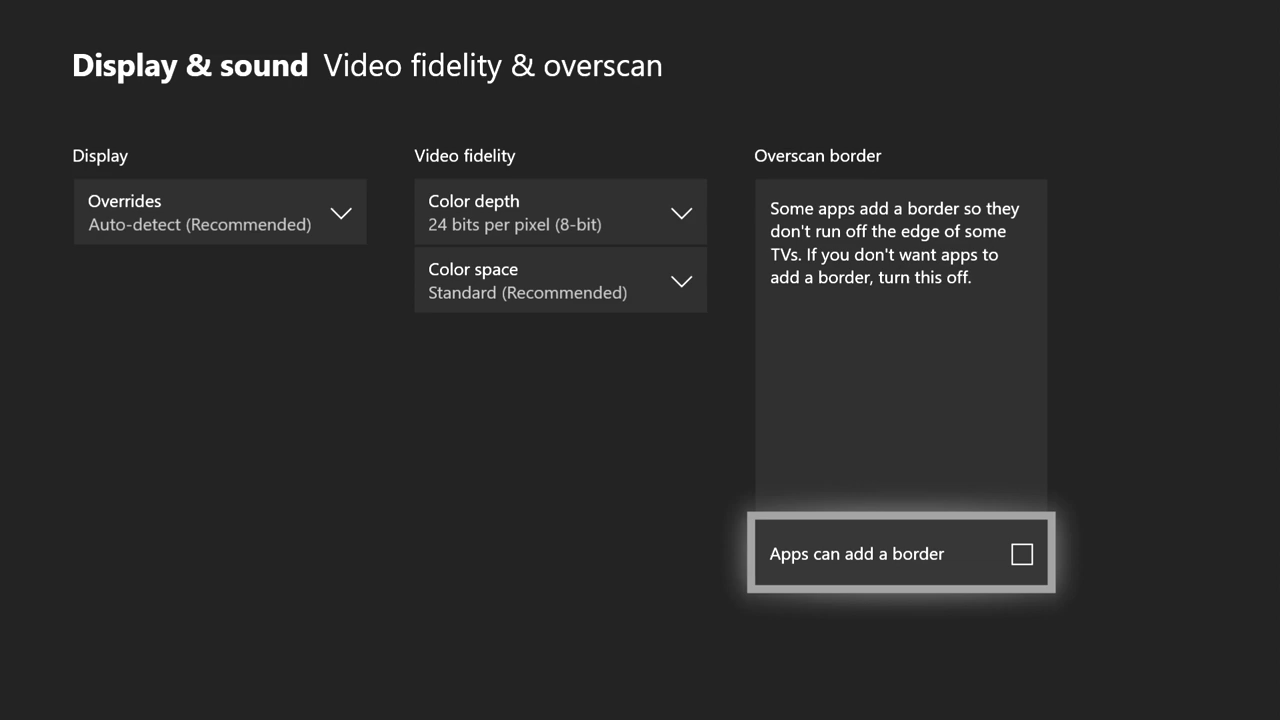 Display & sound Video fidelity & overscan
Display
Overrides
Auto-detect (Recommended)
Video fidelity
Color depth
24 bits per pixel (8-bit)
Color space
Standard (Recommended)
Overscan border
Some apps add a border so they
don't run off the edge of some
TVs. If you don't want apps to
add a border, turn this off.
Apps can add a border